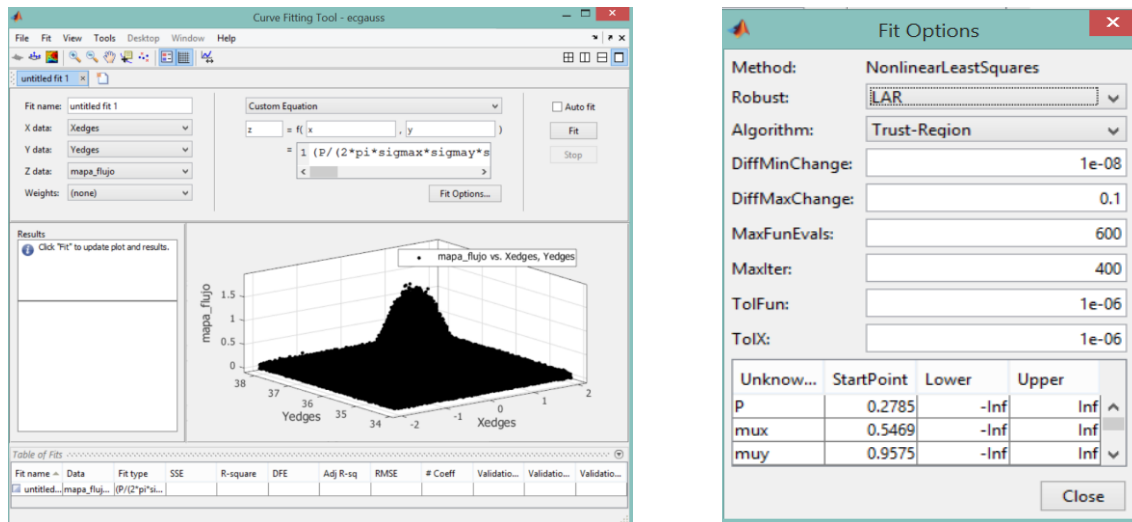 Curve Fitting Tool - ecgauss
File Fit View Tools Desktop Window Help
untitled fit 1
Fit name: untitled fit 1
X data: Xedges
Y data: Yedges
Z data: mapa_flujo
Weights: (none)
Custom Equation
z = f( x , y )
= 1 (P/(2*pi*sigmax*sigmay*s
Fit Options...
Auto fit
Fit
Stop
Results
Click "Fit" to update plot and results.
mapa_flujo vs. Xedges, Yedges
mapa_flujo
1.5
1
0.5
0
38
37
36
35
34
Yedges
-2
-1
0
1
2
Xedges
Table of Fits
Fit name Data Fit type SSE R-square DFE Adj R-sq RMSE # Coeff Validatio... Validatio... Validatio...
untitled... mapa_fluj... (P/(2*pi*si...
Fit Options
Method: NonlinearLeastSquares
Robust: LAR
Algorithm: Trust-Region
DiffMinChange: 1e-08
DiffMaxChange: 0.1
MaxFunEvals: 600
MaxIter: 400
TolFun: 1e-06
TolX: 1e-06
Unknow... StartPoint Lower Upper
P 0.2785 -Inf Inf
mux 0.5469 -Inf Inf
muy 0.9575 -Inf Inf
Close